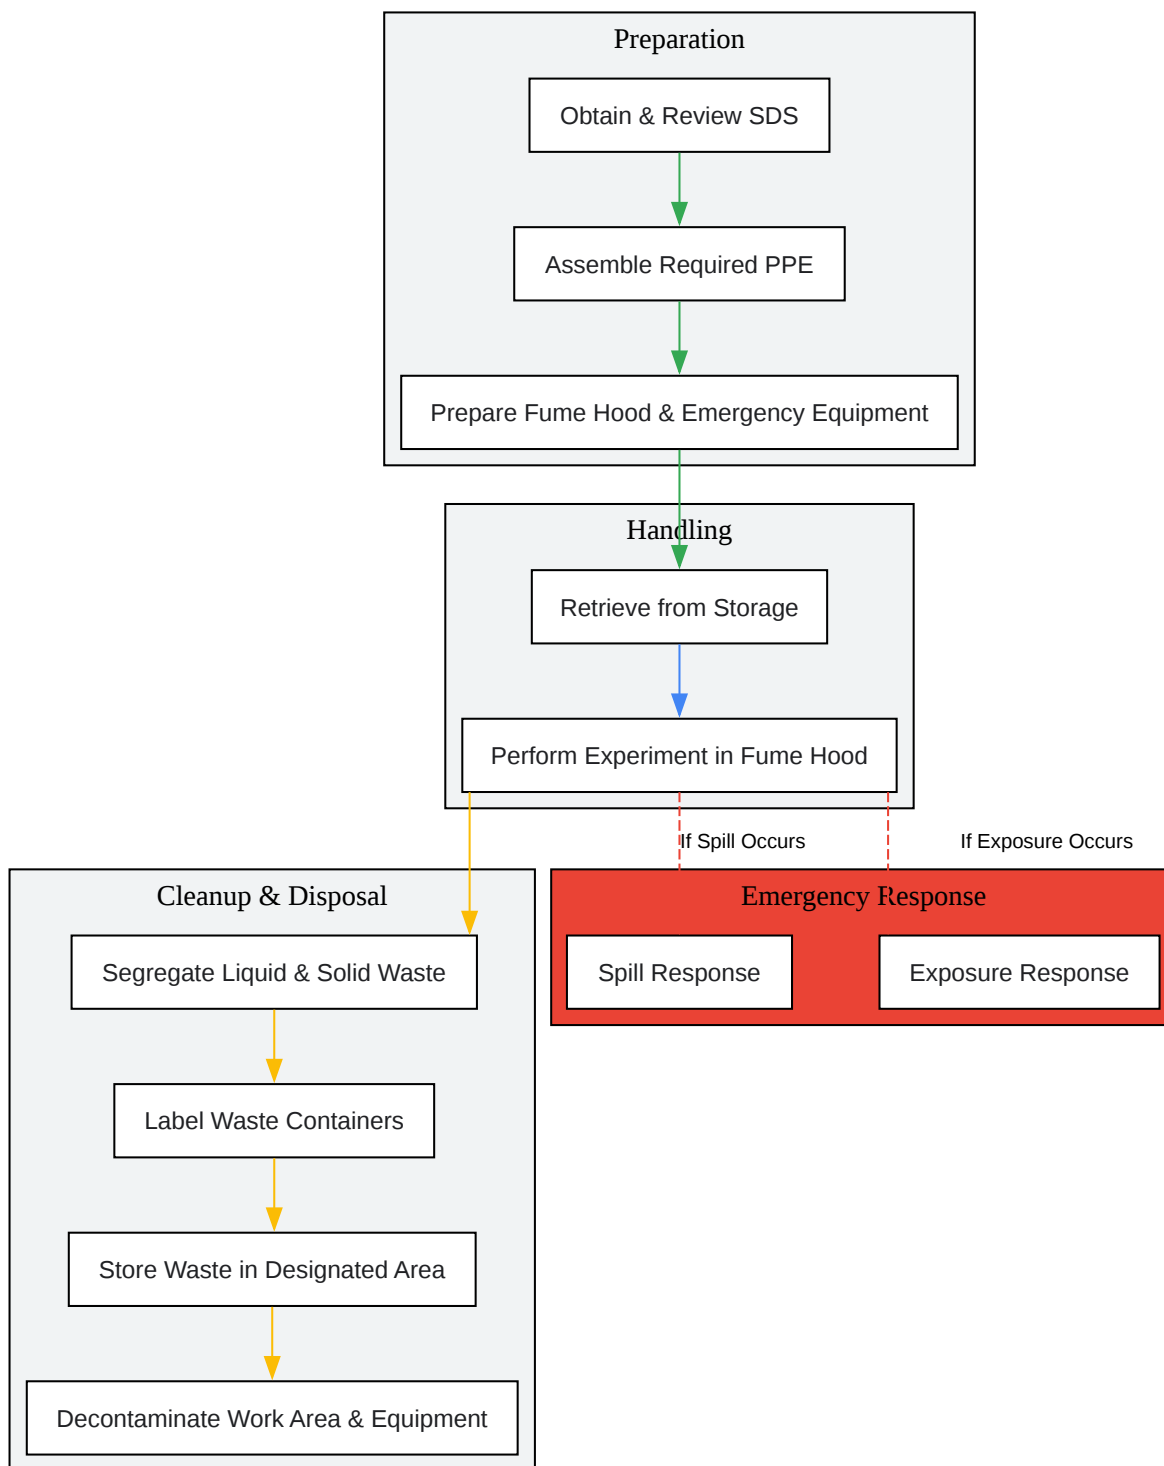 Preparation
Obtain & Review SDS
Assemble Required PPE
Prepare Fume Hood & Emergency Equipment
Handling
Retrieve from Storage
Perform Experiment in Fume Hood
If Spill Occurs
If Exposure Occurs
Cleanup & Disposal
Emergency Response
Segregate Liquid & Solid Waste
Spill Response
Exposure Response
Label Waste Containers
Store Waste in Designated Area
Decontaminate Work Area & Equipment